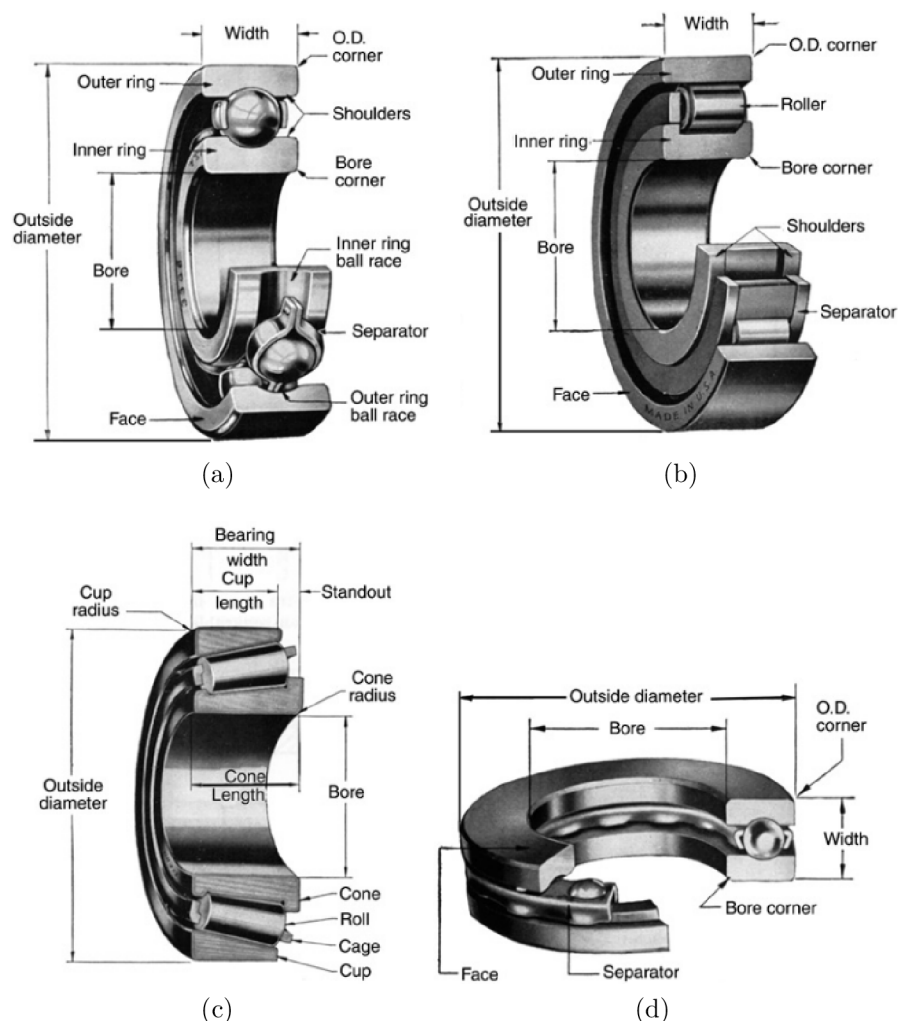 Width
O.D.
corner
Outer ring
Shoulders
Inner ring
Bore
corner
Outside
diameter
Inner ring
ball race
Bore
Separator
Outer ring
ball race
Face
(a)
Width
O.D. corner
Outer ring
Roller
Inner ring
Bore corner
Outside
diameter
Shoulders
Bore
Separator
Face
MADE IN U.S.A.
(b)
Bearing
width
Cup
length
Standout
Cup
radius
Cone
radius
Outside
diameter
Cone
Length
Bore
Cone
Roll
Cage
Cup
(c)
Outside diameter
O.D.
corner
Bore
Width
Bore corner
Face
Separator
(d)